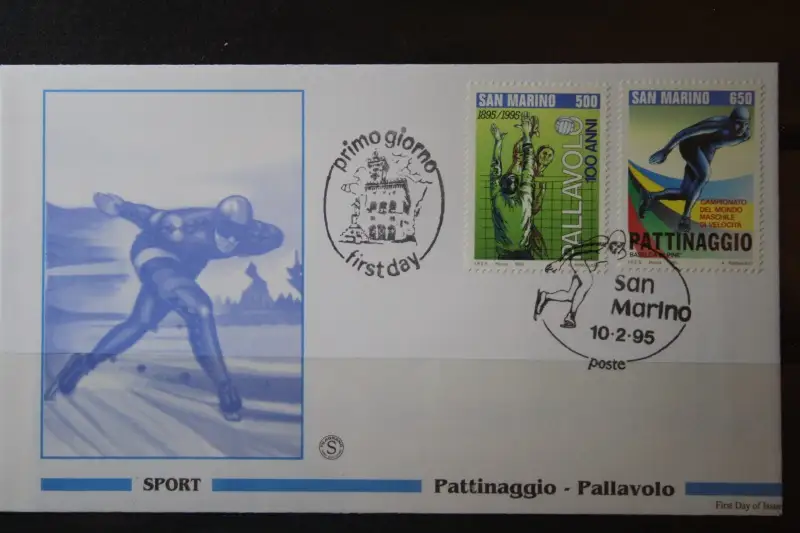 primo giorno
first day
SAN MARINO 500
1895/1995
PALLAVOLO
100 ANNI
SAN MARINO 650
CAMPIONATO
DEL MONDO
MASCHILE
DI VELOCITÀ
PATTINAGGIO
San
Marino
10·2·95
poste
S
SPORT
Pattinaggio - Pallavolo
First Day of Issue